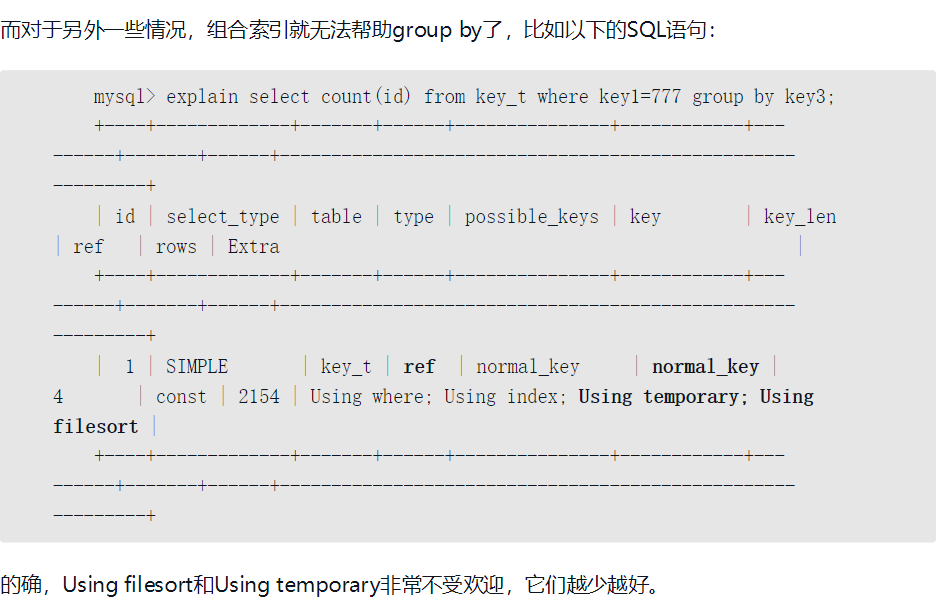 而对于另外一些情况，组合索引就无法帮助group by了，比如以下的SQL语句：
mysql> explain select count(id) from key_t where key1=777 group by key3;
+----+-------------+-------+------+---------------+------------+---
------+-------+------+--------------------------------------------------
---------+
| id | select_type | table | type | possible_keys | key        | key_len
| ref   | rows | Extra                                                  |
+----+-------------+-------+------+---------------+------------+---
------+-------+------+--------------------------------------------------
---------+
|  1 | SIMPLE      | key_t | ref  | normal_key    | normal_key |
4       | const | 2154 | Using where; Using index; Using temporary; Using
filesort |
+----+-------------+-------+------+---------------+------------+---
------+-------+------+--------------------------------------------------
---------+
的确，Using filesort和Using temporary非常不受欢迎，它们越少越好。